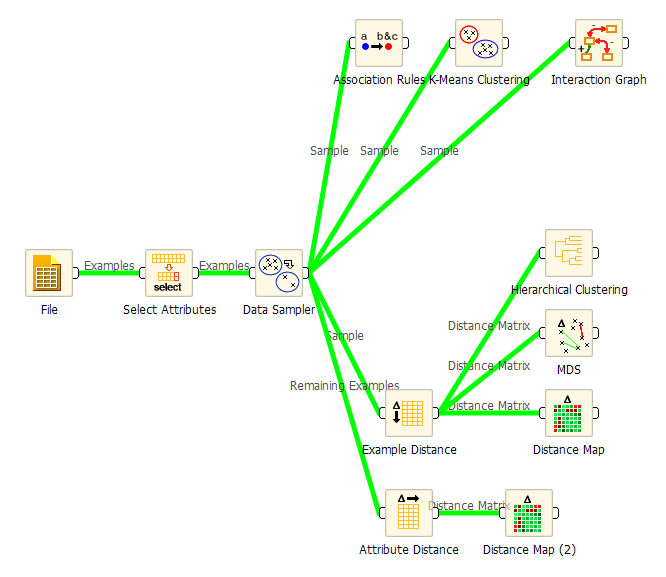 a b&c
Association Rules
K-Means Clustering
- - +
Interaction Graph
Sample
Sample
Sample
Examples
Examples
select
File
Select Attributes
Data Sampler
Hierarchical Clustering
Sample
Distance Matrix
Δ
MDS
Distance Matrix
Remaining Examples
Distance Matrix
Δ
Δ
Example Distance
Distance Map
Δ
Distance Matrix
Δ
Attribute Distance
Distance Map (2)